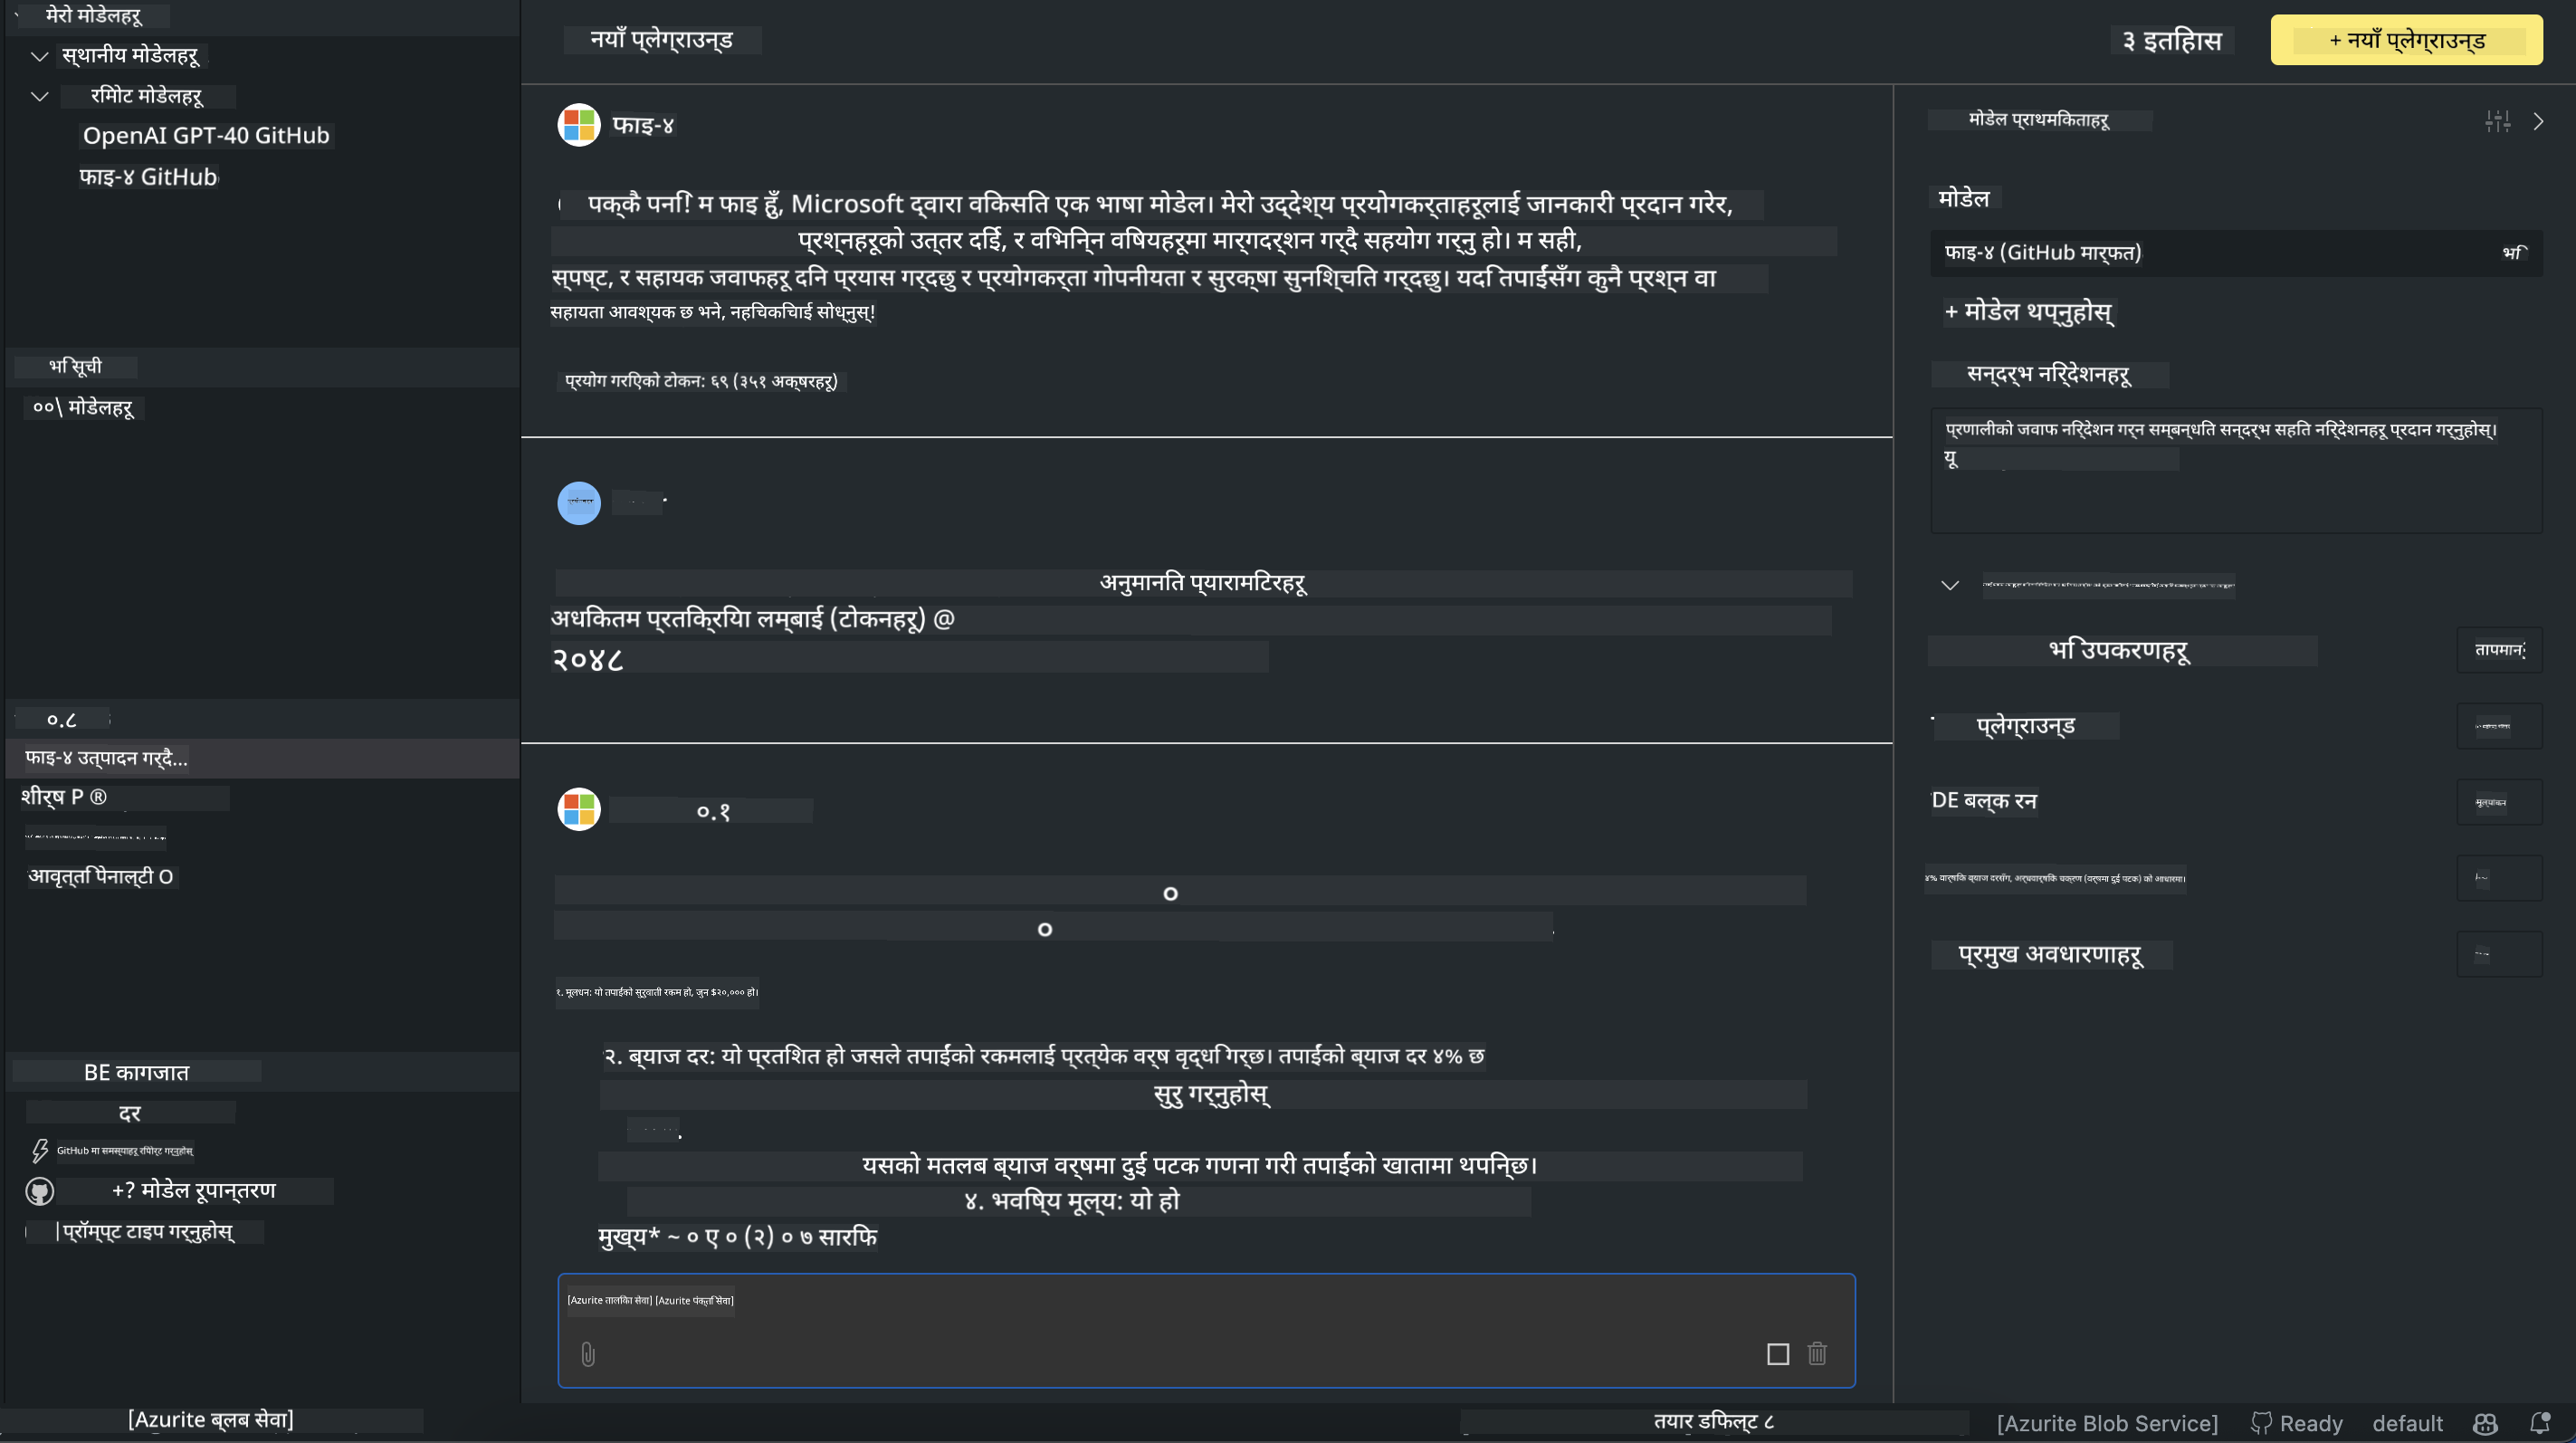 मेरो मोडेलहरू
स्थानीय मोडेलहरू
रिमोट मोडेलहरू
OpenAI GPT-40 GitHub
फाइ-४ GitHub
भि सूची
००\ मोडेलहरू
०.८
फाइ-४ उत्पादन गर्दै...
शीर्ष P ®
आवृत्ति पेनाल्टी O
BE कागजात
दर
GitHub मा समस्याहरू रिपोर्ट गर्नुहोस्
+? मोडेल रूपान्तरण
|प्रॉम्प्ट टाइप गर्नुहोस्
नयाँ प्लेग्राउन्ड
३ इतिहास
+ नयाँ प्लेग्राउन्ड
फाइ-४
पक्कै पनि! म फाइ हुँ, Microsoft द्वारा विकसित एक भाषा मोडेल। मेरो उद्देश्य प्रयोगकर्ताहरूलाई जानकारी प्रदान गरेर,
प्रश्नहरूको उत्तर दिई, र विभिन्न विषयहरूमा मार्गदर्शन गर्दै सहयोग गर्नु हो। म सही,
स्पष्ट, र सहायक जवाफहरू दिन प्रयास गर्दछु र प्रयोगकर्ता गोपनीयता र सुरक्षा सुनिश्चित गर्दछु। यदि तपाईंसँग कुनै प्रश्न वा
सहायता आवश्यक छ भने, नहिचकिचाई सोध्नुस्!
प्रयोग गरिएको टोकन: ६९ (३५१ अक्षरहरू)
अनुमानित प्यारामिटरहरू
अधिकतम प्रतिक्रिया लम्बाई (टोकनहरू) @
२०४८
०.१
०
०
१. मूलधन: यो तपाईंको सुरुवाती रकम हो, जुन $२०,००० हो।
२. ब्याज दर: यो प्रतिशत हो जसले तपाईंको रकमलाई प्रत्येक वर्ष वृद्धि गर्छ। तपाईंको ब्याज दर ४% छ
सुरु गर्नुहोस्
यसको मतलब ब्याज वर्षमा दुई पटक गणना गरी तपाईंको खातामा थपिन्छ।
४. भविष्य मूल्य: यो हो
मुख्य* ~ ० ए ० (२) ० ७ सारफि
[Azurite तालिका सेवा] [Azurite पंक्ति सेवा]
मोडेल प्राथमिकताहरू
मोडेल
फाइ-४ (GitHub मार्फत)
भि
+ मोडेल थप्नुहोस्
सन्दर्भ निर्देशनहरू
प्रणालीको जवाफ निर्देशन गर्न सम्बन्धित सन्दर्भ सहित निर्देशनहरू प्रदान गर्नुहोस्।
यू
भि उपकरणहरू
तापमान:
प्लेग्राउन्ड
DE बल्क रन
मूल्यांकन
४% वार्षिक ब्याज दरसँग, अर्धवार्षिक चक्रण (वर्षमा दुई पटक) को आधारमा।
प्रमुख अवधारणाहरू
[Azurite ब्लब सेवा]
तयार डिफल्ट ८
[Azurite Blob Service]
Ready
default